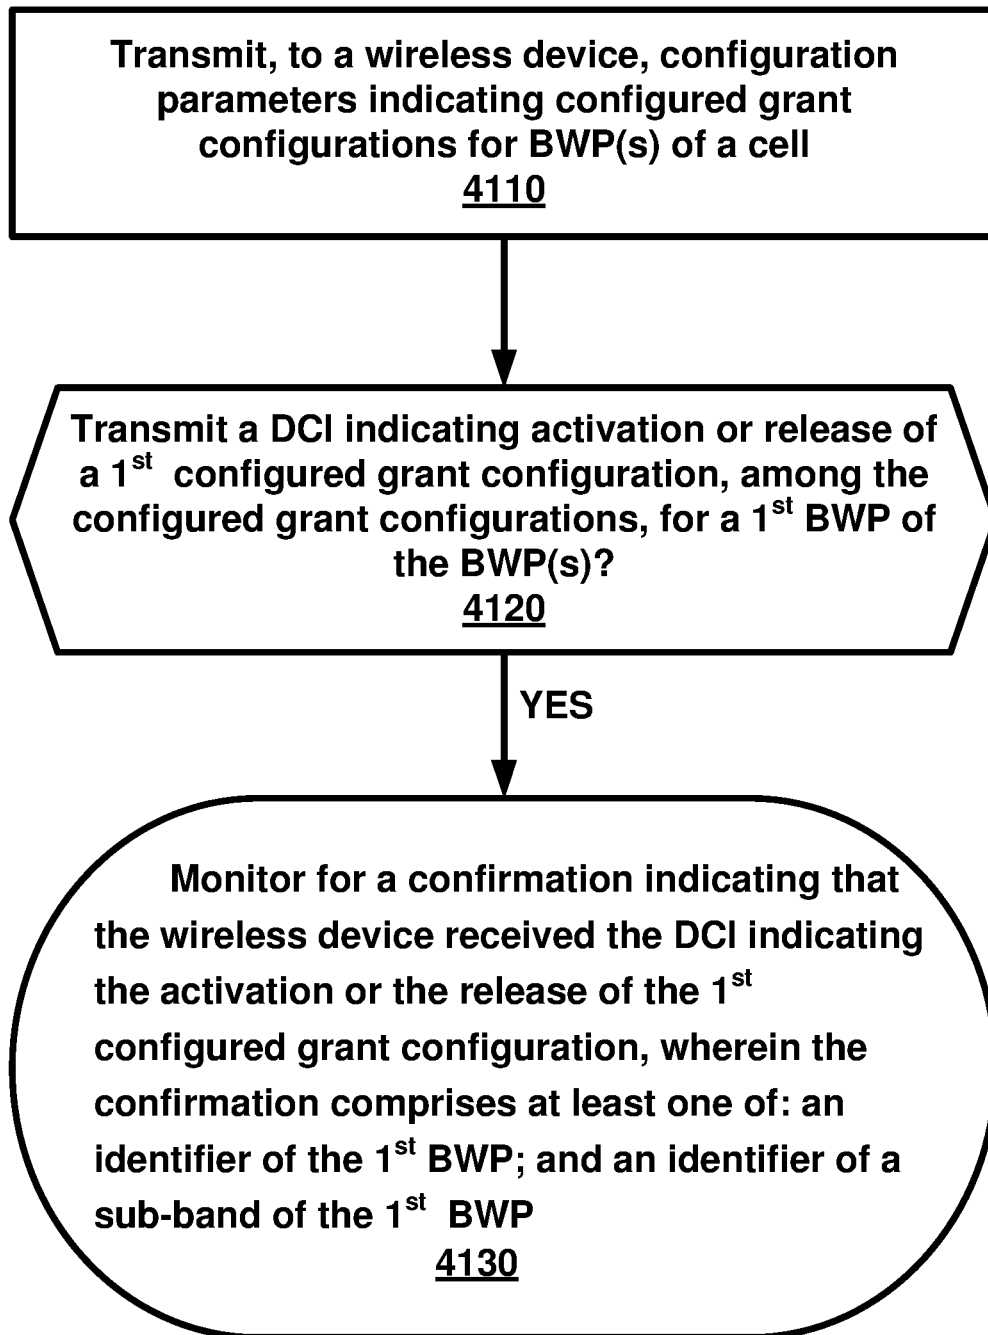 Transmit, to a wireless device, configuration
parameters indicating configured grant
configurations for BWP(s) of a cell
4110
Transmit a DCI indicating activation or release of
a 1st configured grant configuration, among the
configured grant configurations, for a 1st BWP of
the BWP(s)?
4120
YES
Monitor for a confirmation indicating that
the wireless device received the DCI indicating
the activation or the release of the 1st
configured grant configuration, wherein the
confirmation comprises at least one of: an
identifier of the 1st BWP; and an identifier of a
sub-band of the 1st BWP
4130